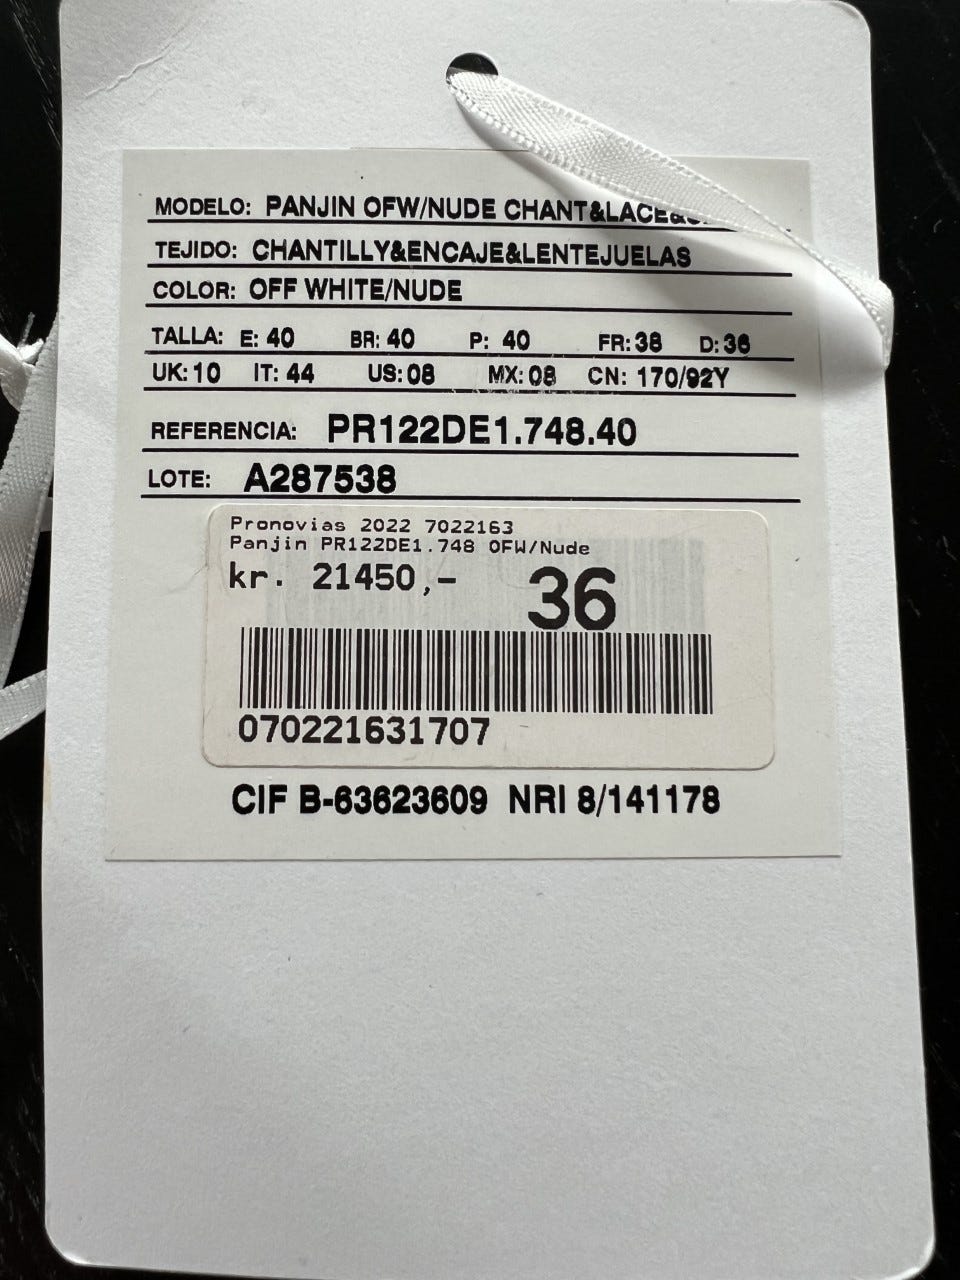 MODELO: PANJIN OFW/NUDE CHANT&LACE&
TEJIDO: CHANTILLY&ENCAJE&LENTEJUELAS
COLOR: OFF WHITE/NUDE
TALLA: E: 40 BR: 40 P: 40 FR: 38 D: 36
UK: 10 IT: 44 US: 08 MX: 08 CN: 170/92Y
REFERENCIA: PR122DE1.748.40
LOTE: A287538
Pronovias 2022 7022163
Panjin PR122DE1.748 OFW/Nude
kr. 21450,- 36
070221631707
CIF B-63623609 NRI 8/141178